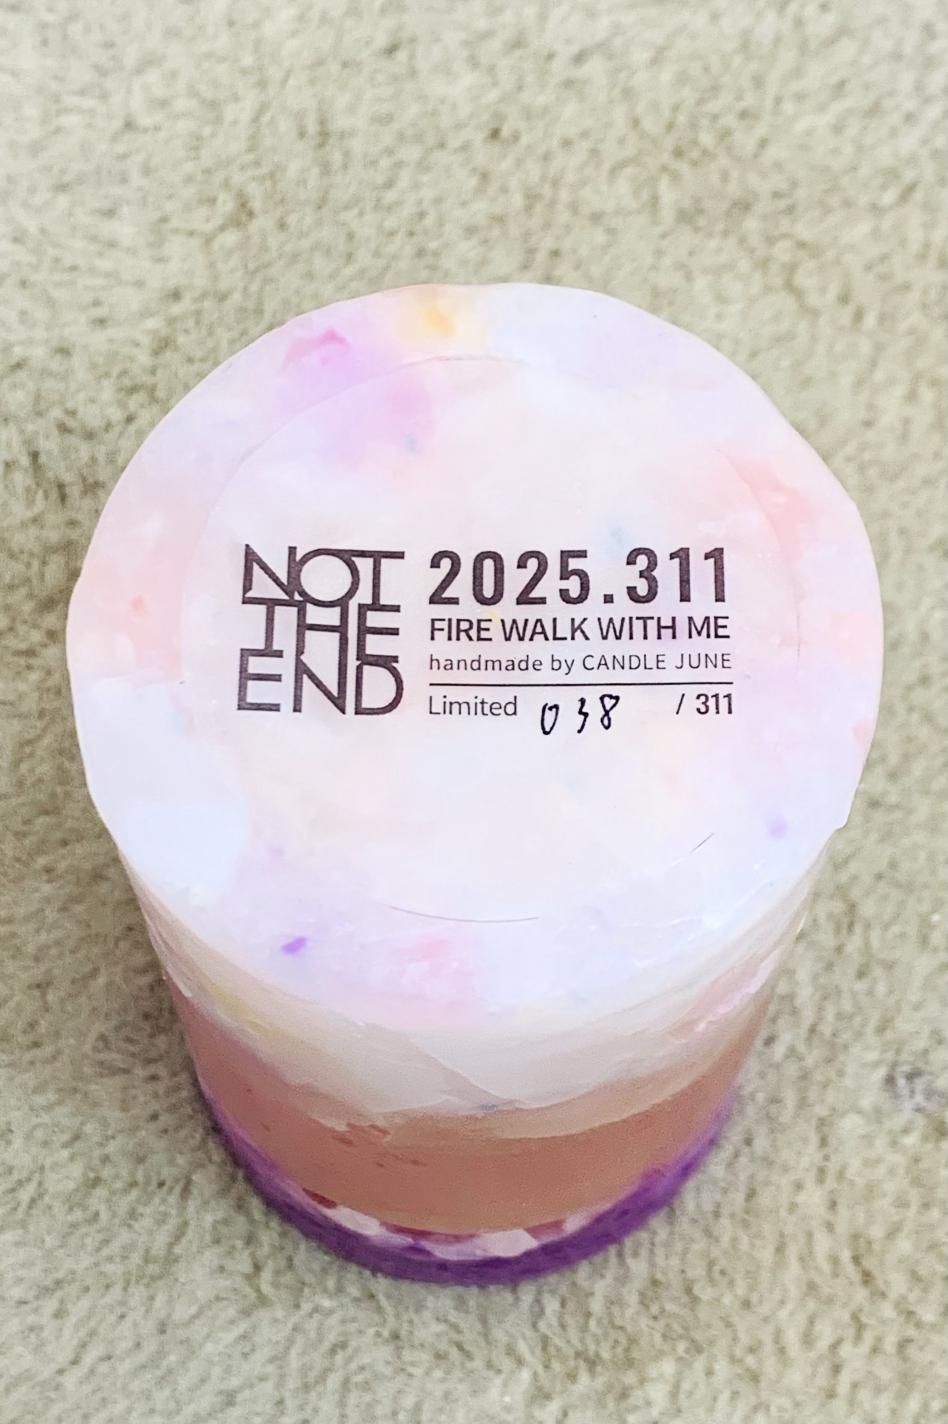 NOT
THE
END
2025.311
FIRE WALK WITH ME
handmade by CANDLE JUNE
Limited 038 / 311